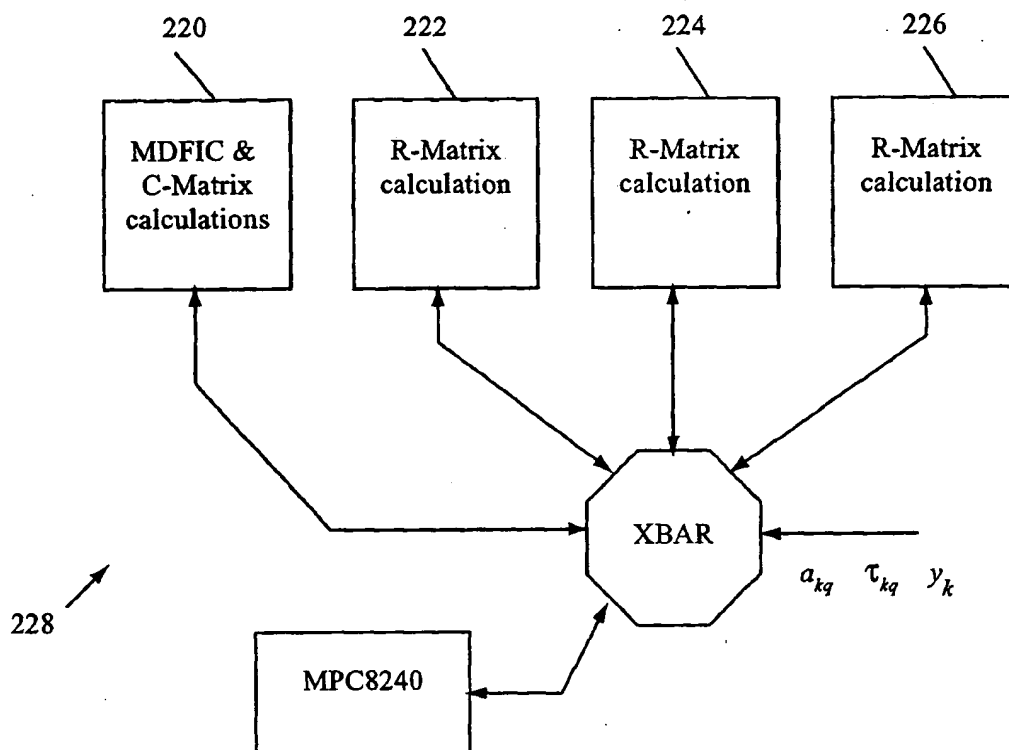 220 222 224 226
MDFIC &
C-Matrix
calculations
R-Matrix
calculation
R-Matrix
calculation
R-Matrix
calculation
XBAR
a_kq τ_kq y_k
228
MPC8240